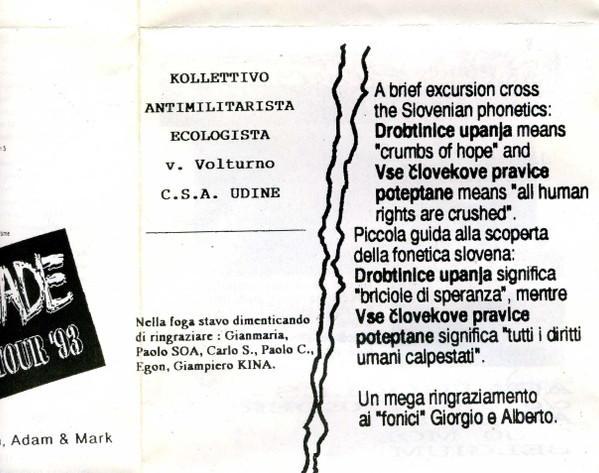 KOLLETTIVO
ANTIMILITARISTA
ECOLOGISTA
v. Volturno
C.S.A. UDINE
Nella foga stavo dimenticando
di ringraziare : Gianmaria,
Paolo SOA, Carlo S., Paolo C.,
Egon, Giampiero KINA.
A brief excursion cross
the Slovenian phonetics:
Drobtinice upanja means
"crumbs of hope" and
Vse človekove pravice
poteptane means "all human
rights are crushed".
Piccola guida alla scoperta
della fonetica slovena:
Drobtinice upanja significa
"briciole di speranza", mentre
Vse človekove pravice
poteptane significa "tutti i diritti
umani calpestati".
Un mega ringraziamento
ai "fonici" Giorgio e Alberto.
ADE
TOUR '93
, Adam & Mark